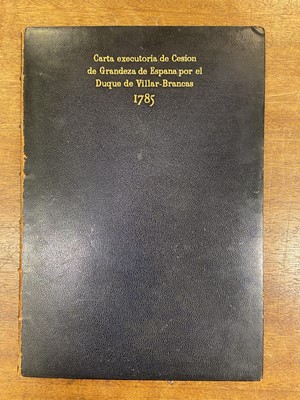 Carta executoria de Cesion
de Grandeza de Espana por el
Duque de Villar-Brancas
1785